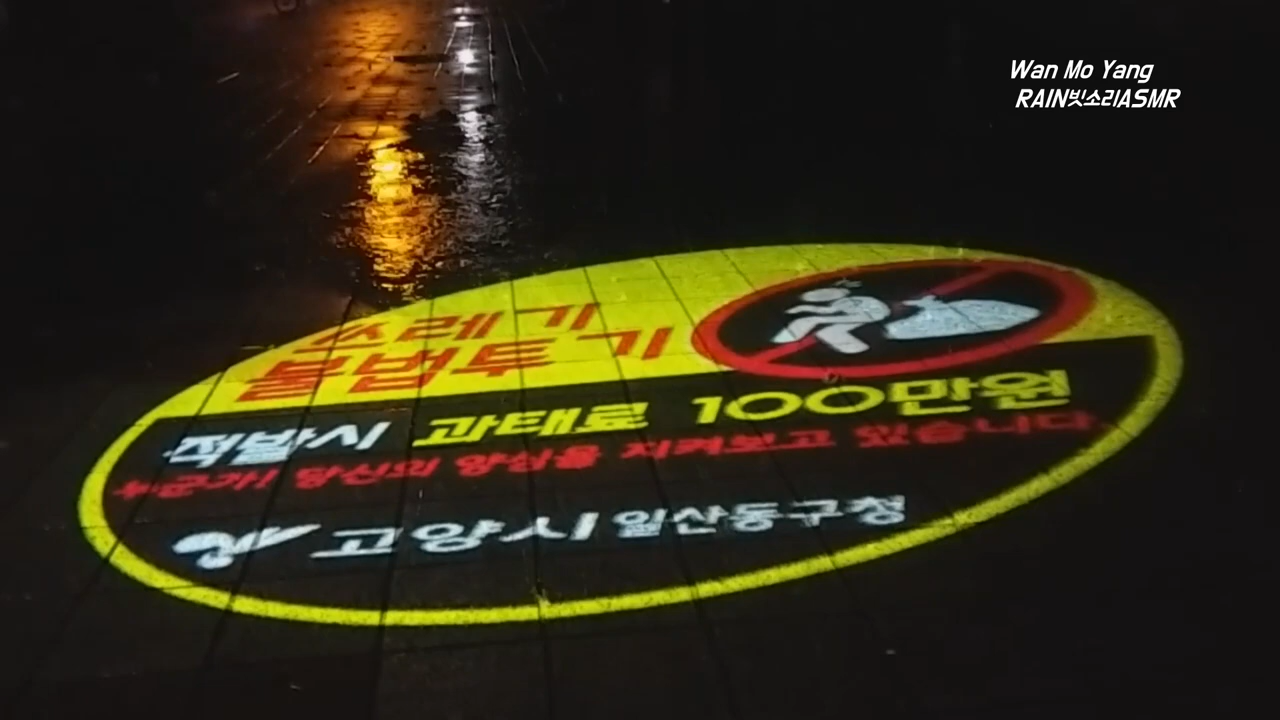 Wan Mo Yang
RAIN빗소리ASMR
쓰레기
불법투기
적발시 과태료 100만원
누군가! 당신의 양심을 지켜보고 있습니다.
고양시 일산동구청